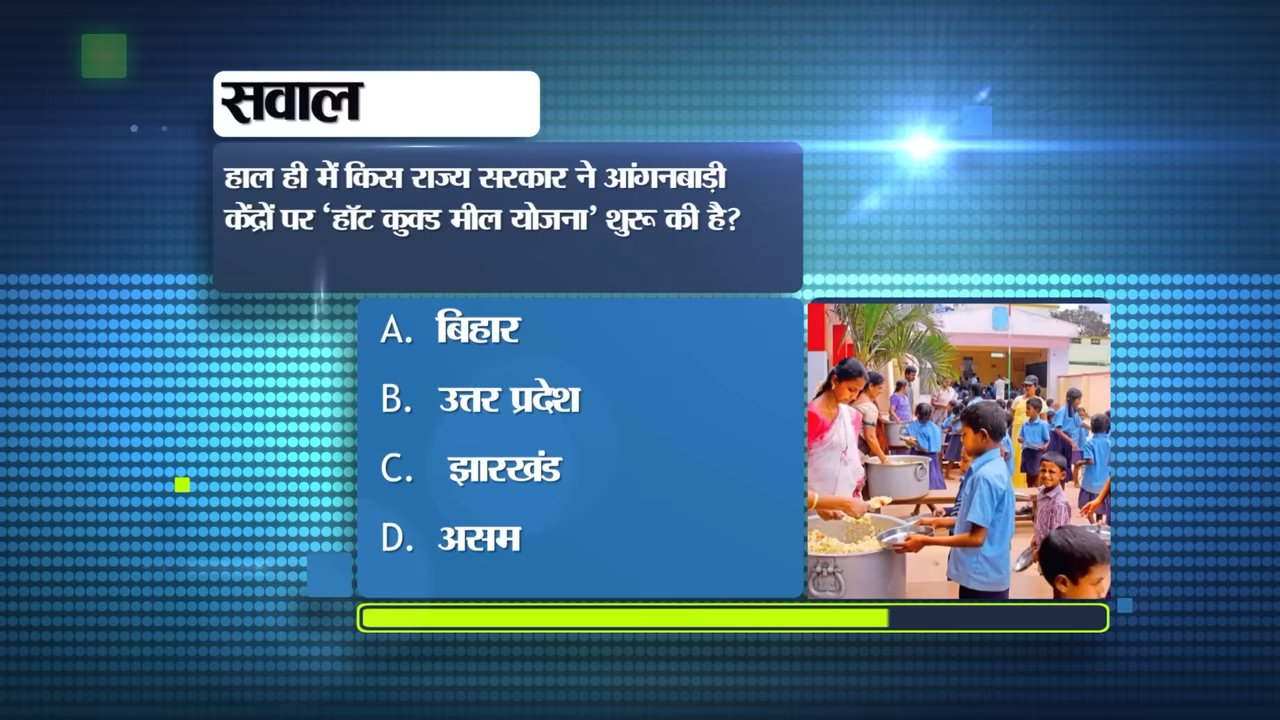 सवाल
हाल ही में किस राज्य सरकार ने आंगनबाड़ी
केंद्रों पर ‘हॉट कुक्ड मील योजना’ शुरू की है?
A. बिहार
B. उत्तर प्रदेश
C. झारखंड
D. असम